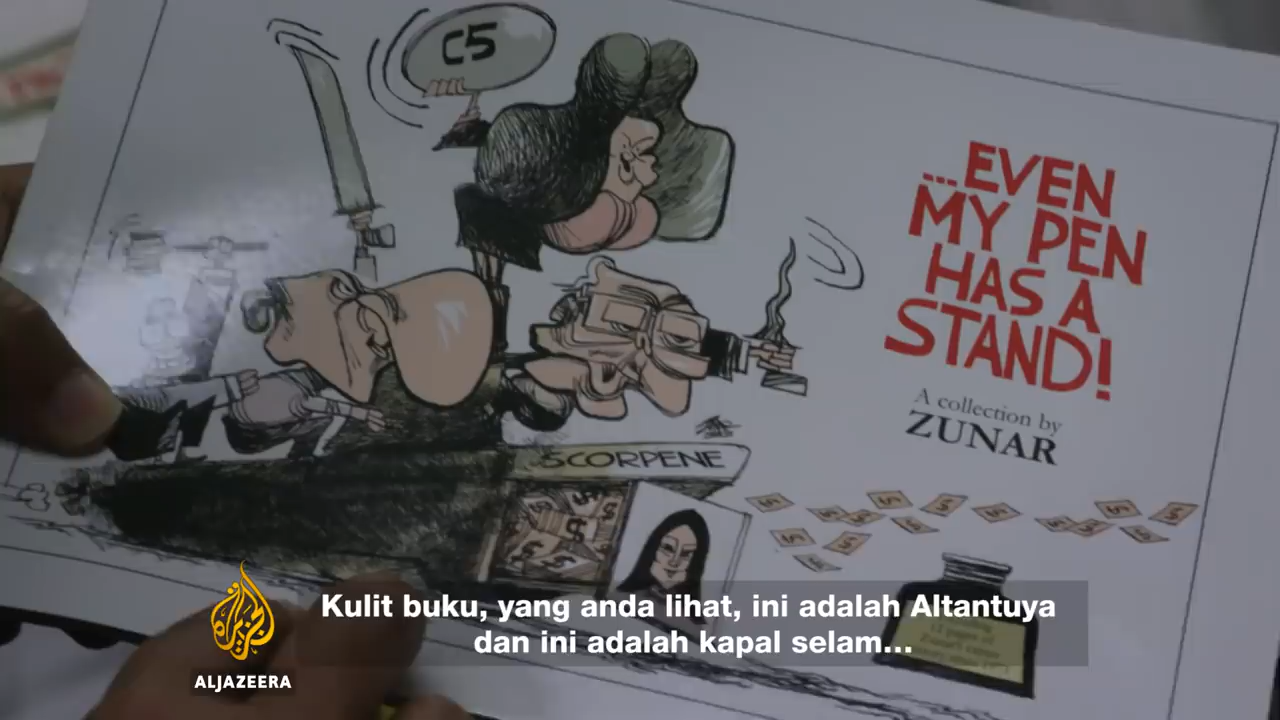 C5
...EVEN
MY PEN
HAS A
STAND!
A collection by
ZUNAR
SCORPENE
Kulit buku, yang anda lihat, ini adalah Altantuya
dan ini adalah kapal selam...
ALJAZEERA